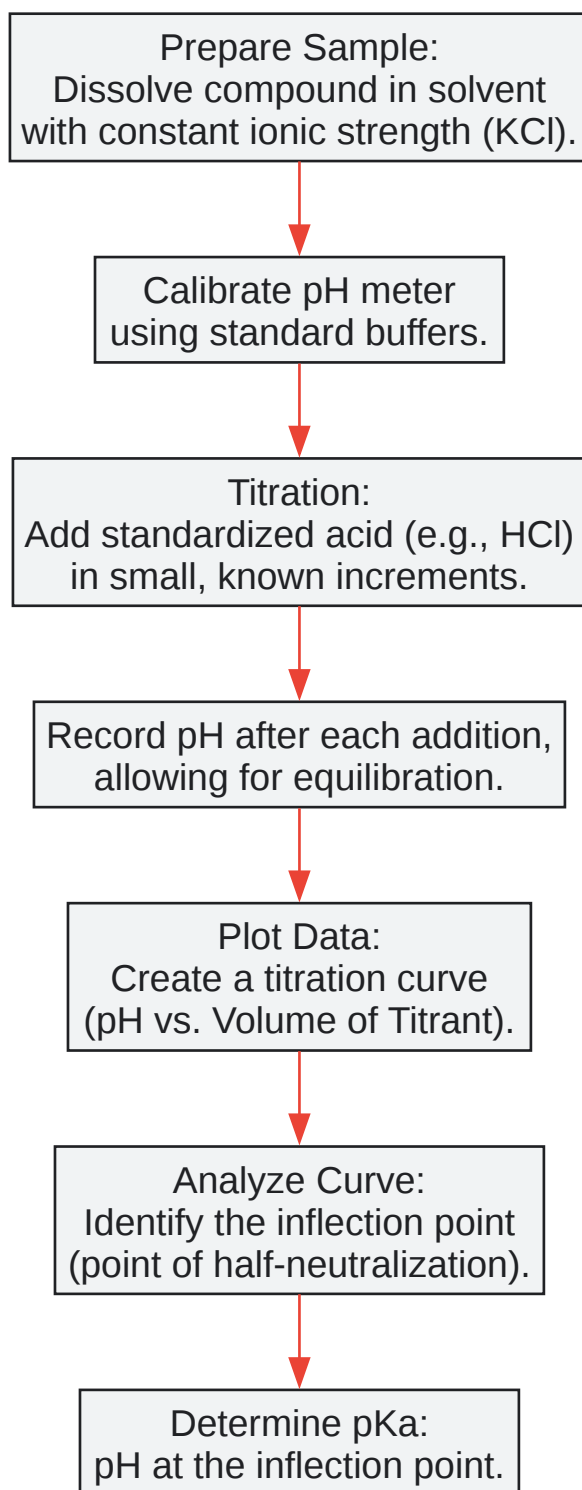 Prepare Sample:
Dissolve compound in solvent
with constant ionic strength (KCl).
Calibrate pH meter
using standard buffers.
Titration:
Add standardized acid (e.g., HCl)
in small, known increments.
Record pH after each addition,
allowing for equilibration.
Plot Data:
Create a titration curve
(pH vs. Volume of Titrant).
Analyze Curve:
Identify the inflection point
(point of half-neutralization).
Determine pKa:
pH at the inflection point.